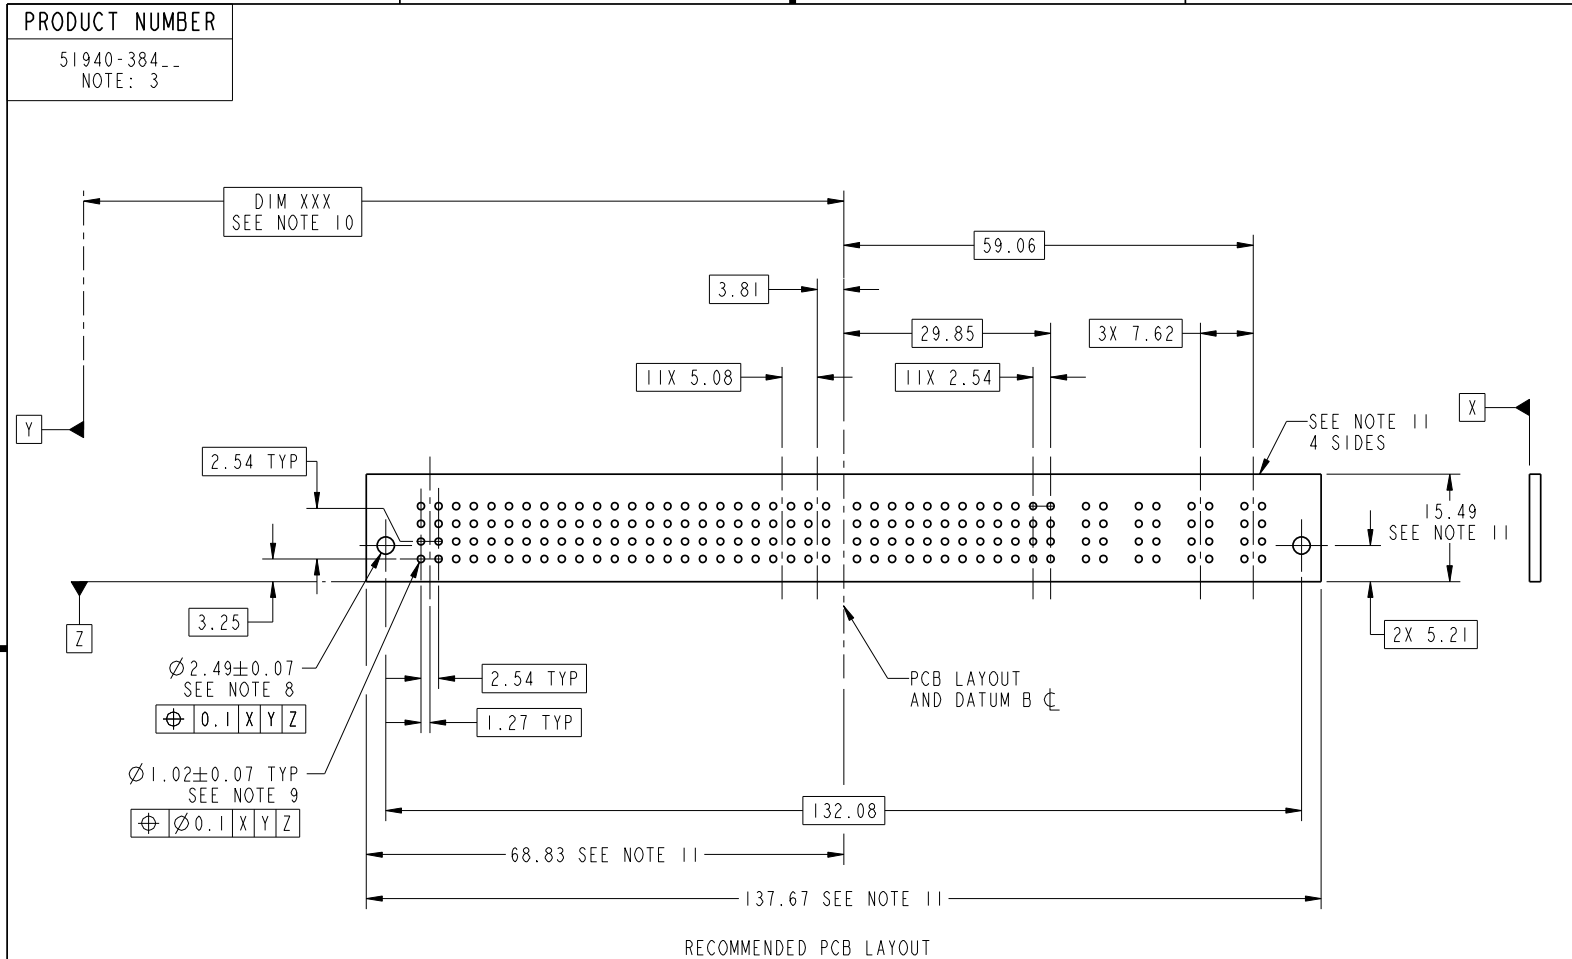 PRODUCT NUMBER
51940-384__
NOTE: 3
DIM XXX
SEE NOTE 10
59.06
3.81
29.85
3X 7.62
11X 5.08
11X 2.54
X
Y
SEE NOTE 11
4 SIDES
2.54 TYP
15.49
SEE NOTE 11
3.25
Z
2X 5.21
Ø2.49±0.07
SEE NOTE 8
⌖ 0.1 X Y Z
2.54 TYP
PCB LAYOUT
AND DATUM B ℄
1.27 TYP
Ø1.02±0.07 TYP
SEE NOTE 9
⌖ Ø0.1 X Y Z
132.08
68.83 SEE NOTE 11
137.67 SEE NOTE 11
RECOMMENDED PCB LAYOUT